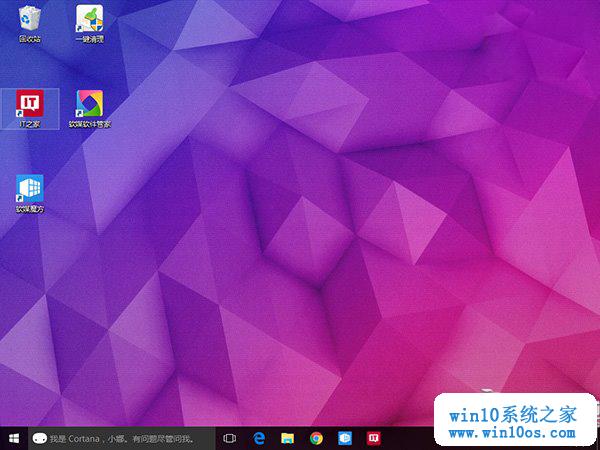 回收站
一键清理
IT
IT之家
软媒软件管家
软媒魔方
我是 Cortana，小娜。有问题尽管问我。
IT
win10系统之家
www.win10os.com